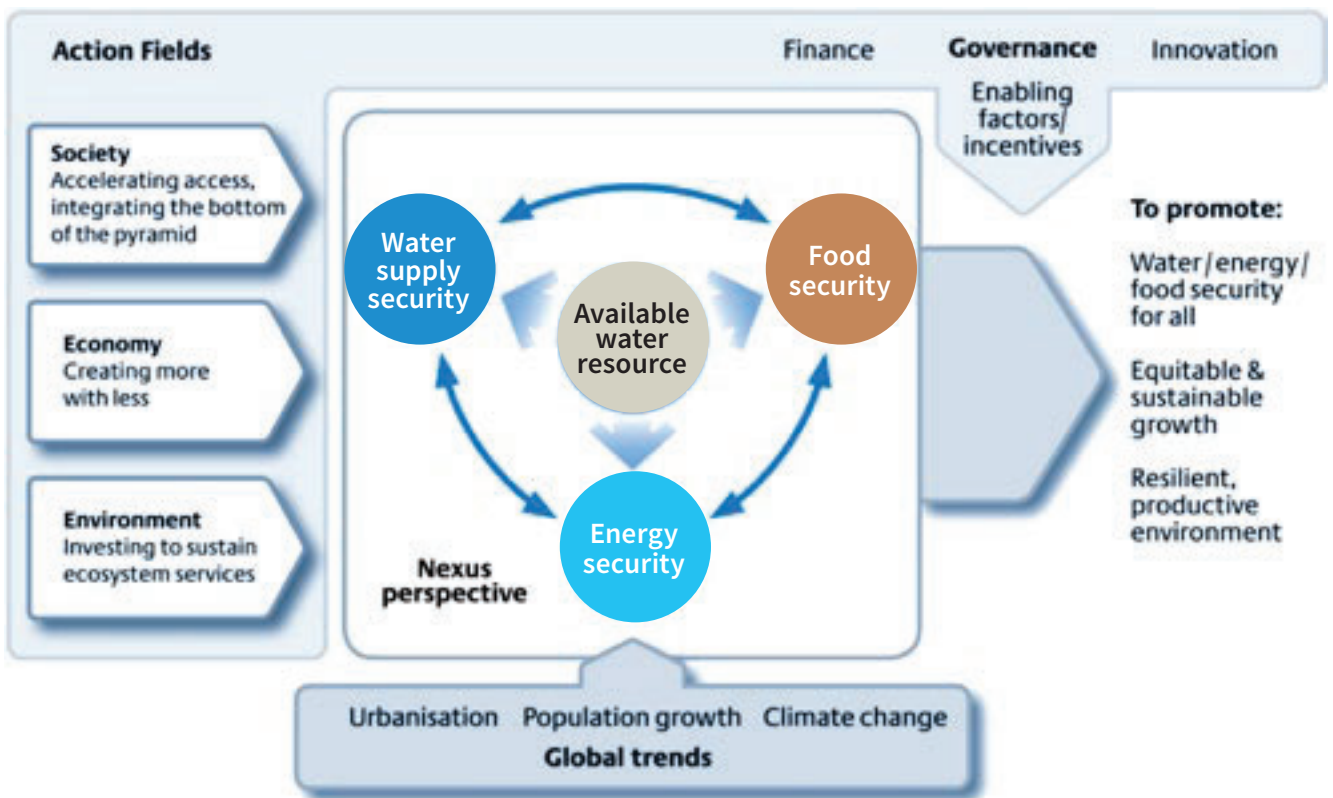 Action Fields
Finance
Governance
Innovation
Enabling
factors/
incentives
Society
Accelerating access,
integrating the bottom
of the pyramid
Economy
Creating more
with less
Environment
Investing to sustain
ecosystem services
Water
supply
security
Food
security
Available
water
resource
Energy
security
Nexus
perspective
To promote:
Water/energy/
food security
for all
Equitable &
sustainable
growth
Resilient,
productive
environment
Urbanisation Population growth Climate change
Global trends